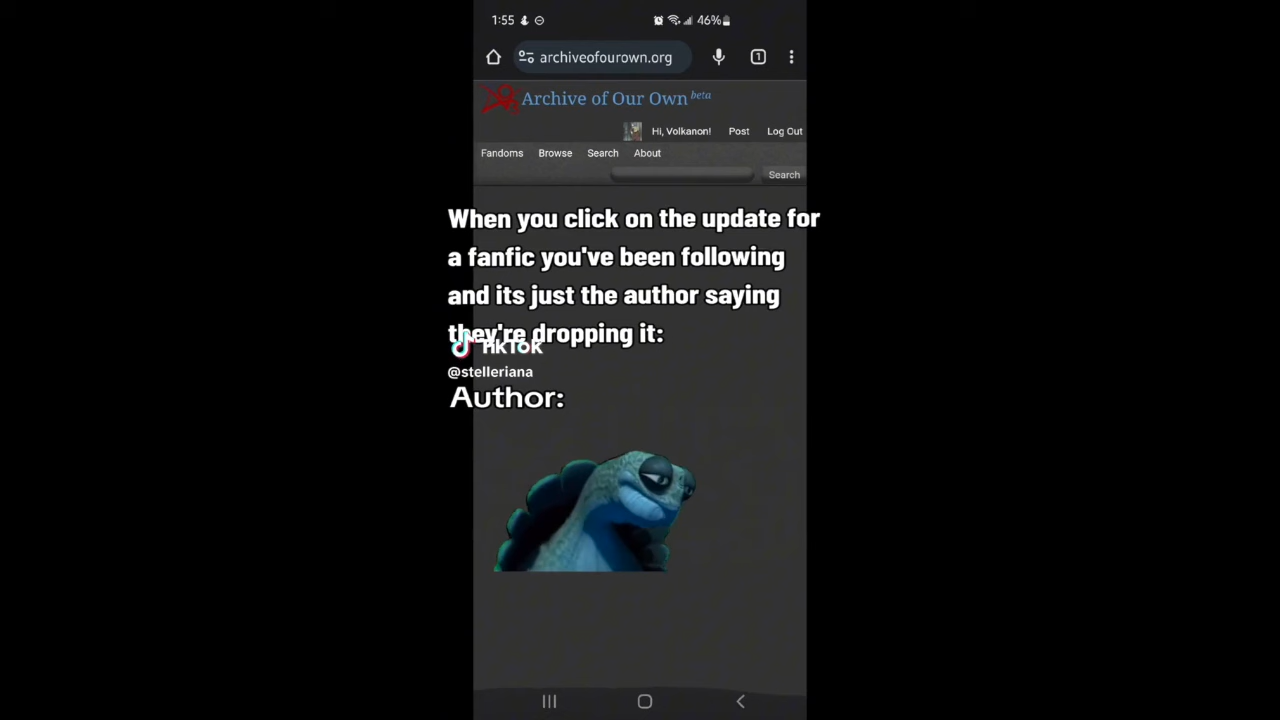 1:55 46%
archiveofourown.org 1
Archive of Our Own beta
Hi, Volkanon! Post Log Out
Fandoms Browse Search About
Search
When you click on the update for
a fanfic you've been following
and its just the author saying
they're dropping it:
TikTok
@stelleriana
Author: